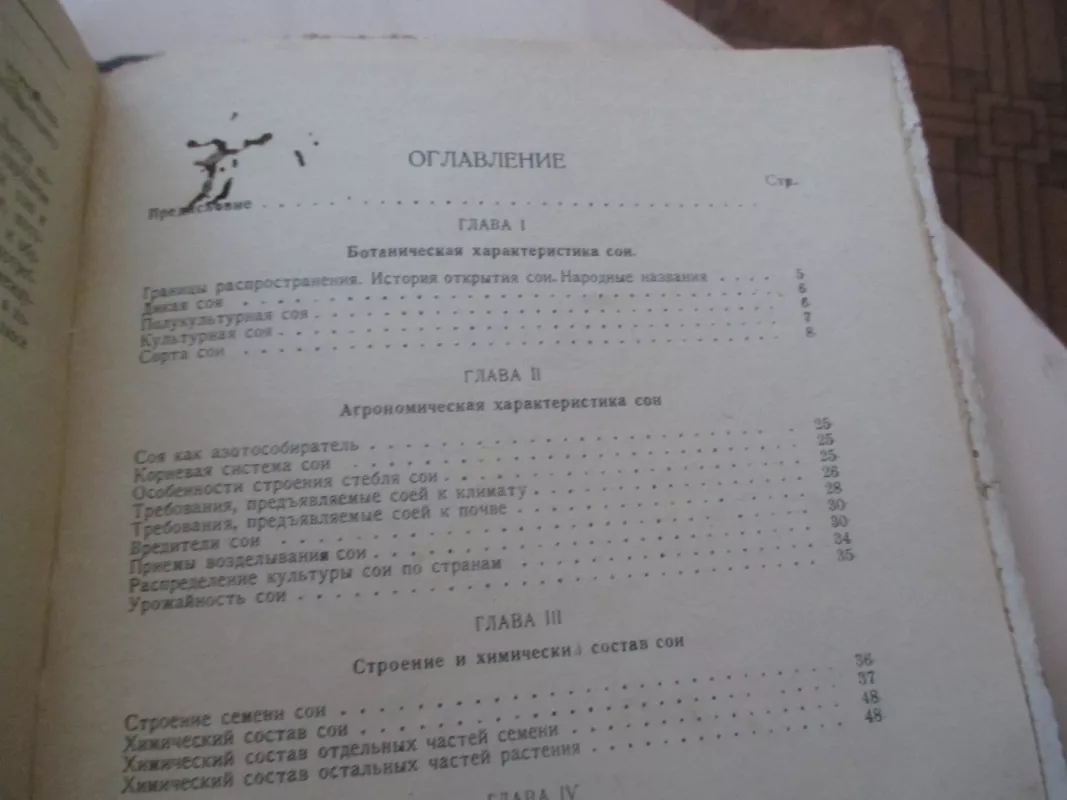 ОГЛАВЛЕНИЕ
Стр.
Предисловие
ГЛАВА I
Ботаническая характеристика сои.
Границы распространения. История открытия сои. Народные названия . . . . 5
Дикая соя 6
Полукультурная соя 6
Культурная соя 7
Сорта сои 8
ГЛАВА II
Агрономическая характеристика сои
Соя как азотособиратель 25
Корневая система сои 25
Особенности строения стебля сои 25
Требования, предъявляемые соей к климату 26
Требования, предъявляемые соей к почве 28
Вредители сои 30
Приемы возделывания сои 30
Распределение культуры сои по странам 34
Урожайность сои 35
ГЛАВА III
Строение и химический состав сои
Строение семени сои 36
Химический состав сои 37
Химический состав отдельных частей семени 48
Химический состав остальных частей растения 48
ГЛАВА IV